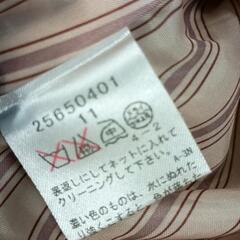 25650401
11
A-3N
裏返しにしてネットに入れて
クリーニングして下さい。
濃い色のものは、水にぬれた